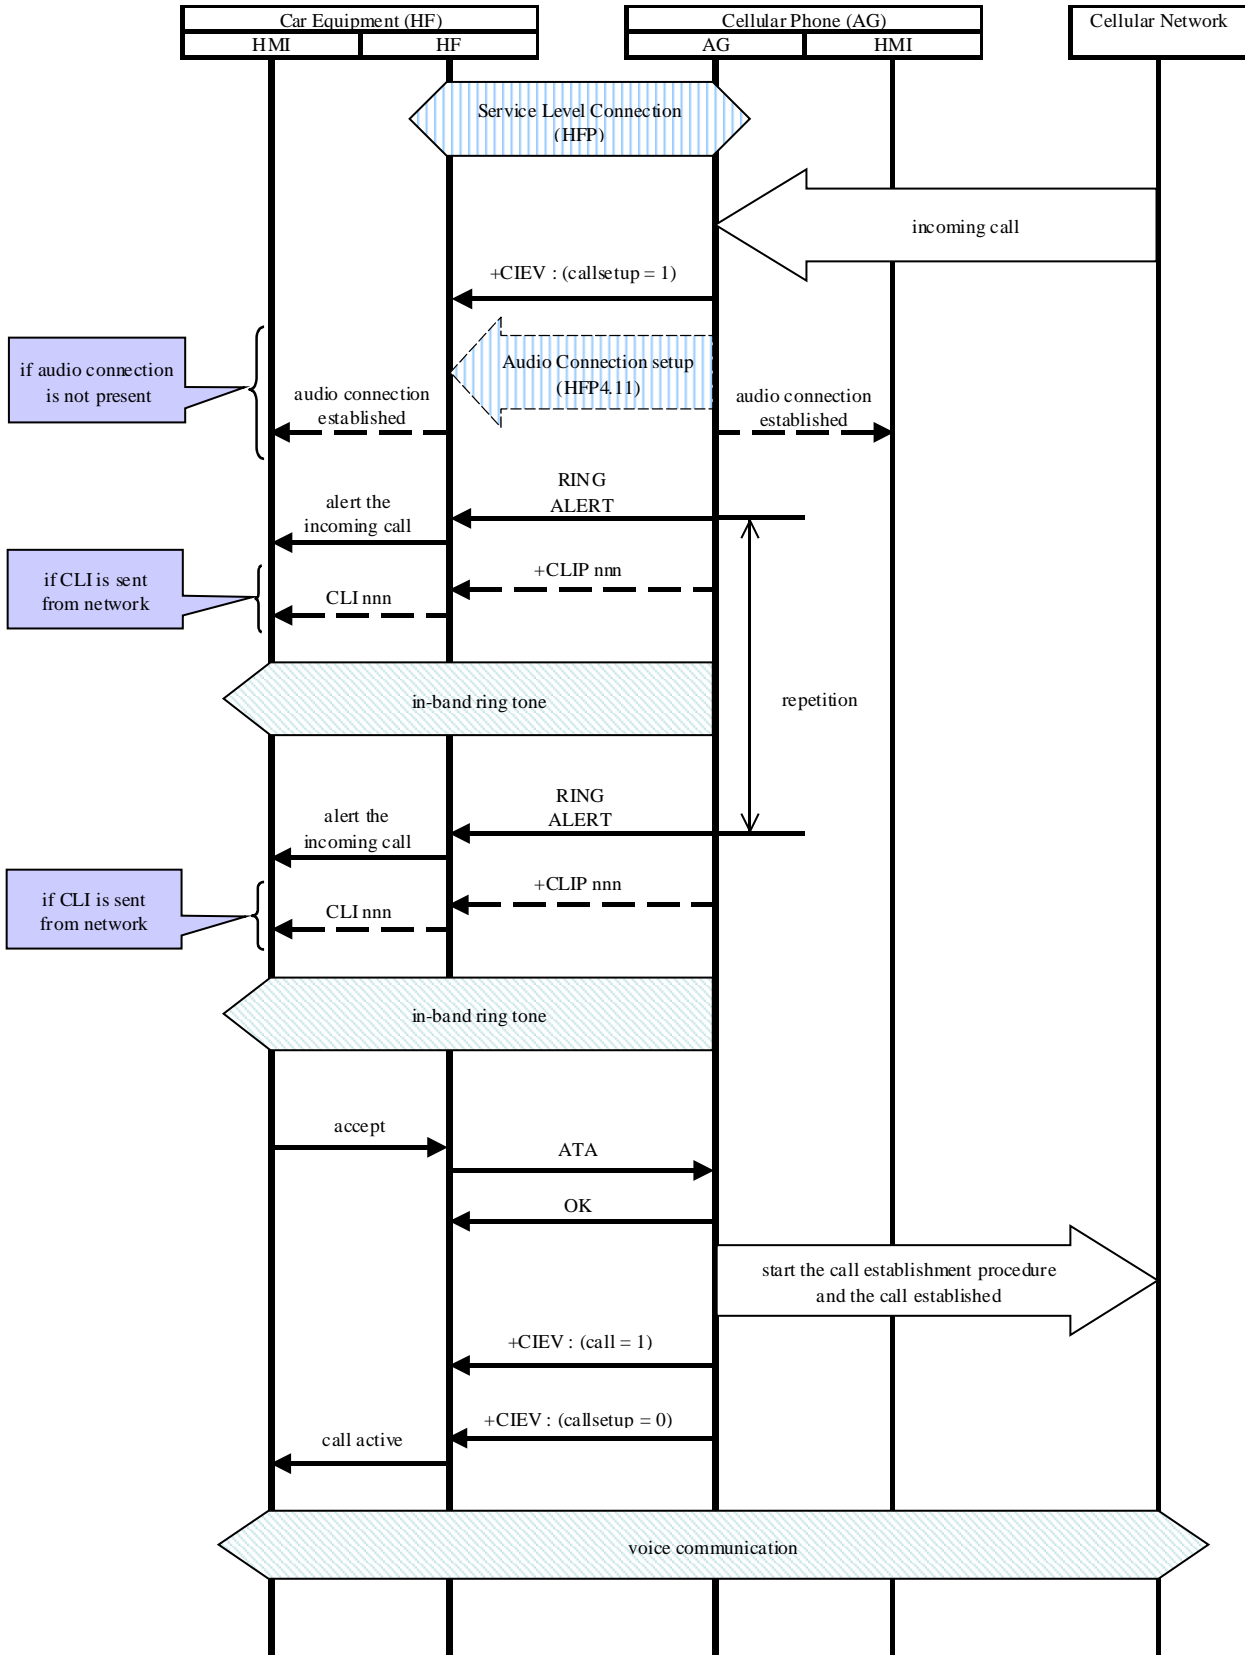 Car Equipment (HF)
Cellular Phone (AG)
Cellular Network
HMI
HF
AG
HMI
Service Level Connection
(HFP)
incoming call
+CIEV : (callsetup = 1)
if audio connection
is not present
Audio Connection setup
(HFP4.11)
audio connection
established
audio connection
established
RING
ALERT
alert the
incoming call
if CLI is sent
from network
+CLIP nnn
CLI nnn
in-band ring tone
repetition
RING
ALERT
alert the
incoming call
if CLI is sent
from network
+CLIP nnn
CLI nnn
in-band ring tone
accept
ATA
OK
start the call establishment procedure
and the call established
+CIEV : (call = 1)
+CIEV : (callsetup = 0)
call active
voice communication